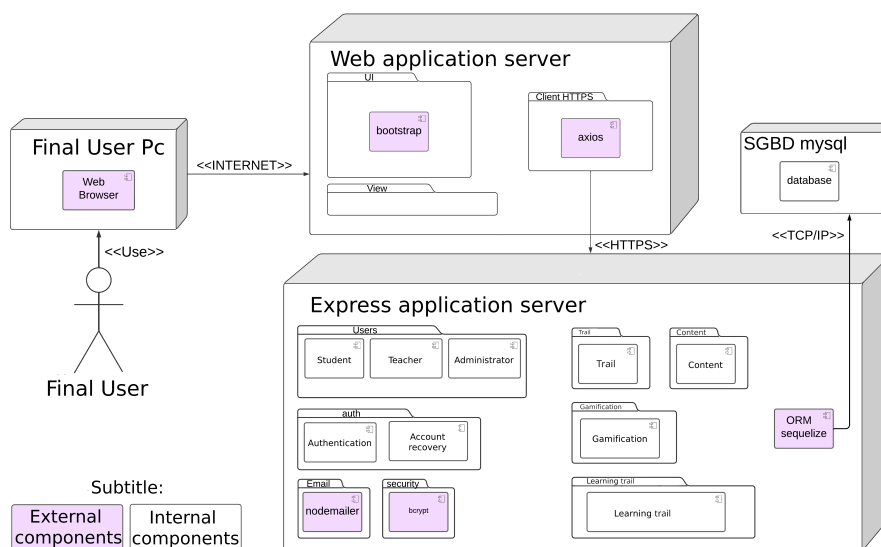 Web application server
UI
bootstrap
Client HTTPS
axios
View
Final User Pc
Web
Browser
<<INTERNET>>
SGBD mysql
database
<<Use>>
<<HTTPS>>
<<TCP/IP>>
Final User
Express application server
Users
Student
Teacher
Administrator
Trail
Trail
Content
Content
auth
Authentication
Account
recovery
Gamification
Gamification
ORM
sequelize
Email
nodemailer
security
bcrypt
Learning trail
Learning trail
Subtitle:
External
components
Internal
components